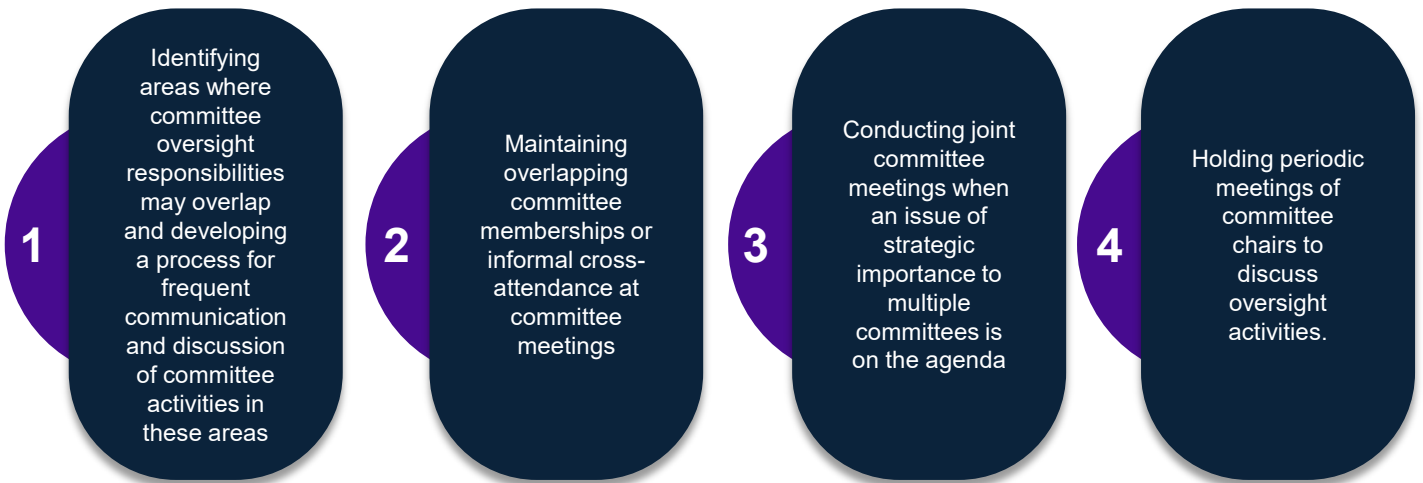 1
Identifying
areas where
committee
oversight
responsibilities
may overlap
and developing
a process for
frequent
communication
and discussion
of committee
activities in
these areas
2
Maintaining
overlapping
committee
memberships or
informal cross-
attendance at
committee
meetings
3
Conducting joint
committee
meetings when
an issue of
strategic
importance to
multiple
committees is
on the agenda
4
Holding periodic
meetings of
committee
chairs to
discuss
oversight
activities.